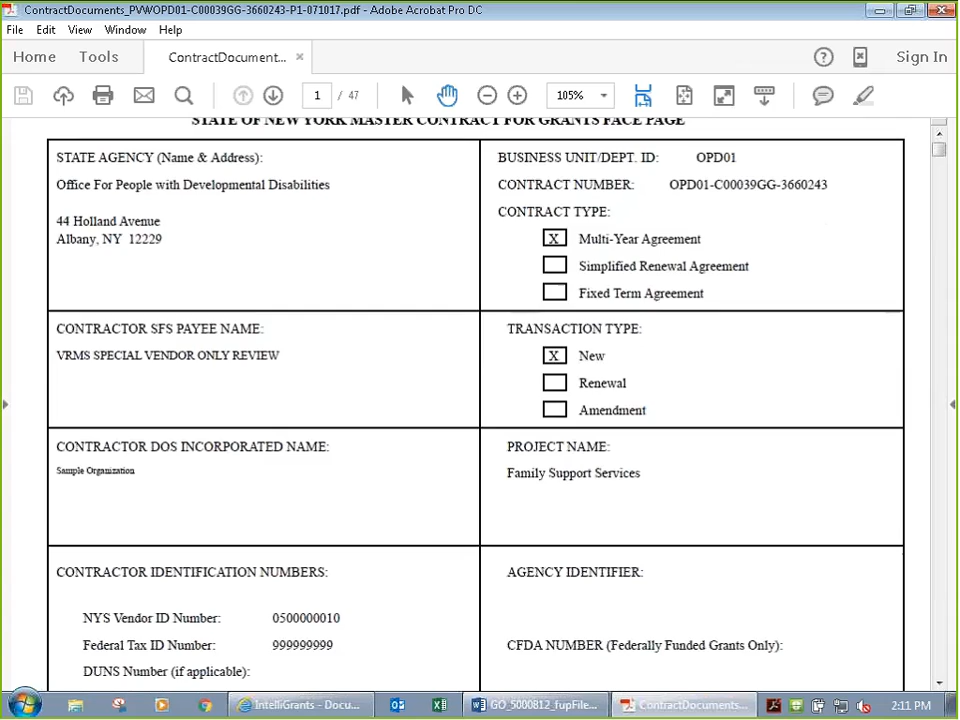 ContractDocuments_PVWOPD01-C00039GG-3660243-P1-071017.pdf - Adobe Acrobat Pro DC
File Edit View Window Help
Home Tools ContractDocument... × ? Sign In
1 / 47 105%
STATE OF NEW YORK MASTER CONTRACT FOR GRANTS FACE PAGE
STATE AGENCY (Name & Address):
Office For People with Developmental Disabilities
44 Holland Avenue
Albany, NY 12229
BUSINESS UNIT/DEPT. ID: OPD01
CONTRACT NUMBER: OPD01-C00039GG-3660243
CONTRACT TYPE:
X Multi-Year Agreement
Simplified Renewal Agreement
Fixed Term Agreement
CONTRACTOR SFS PAYEE NAME:
VRMS SPECIAL VENDOR ONLY REVIEW
TRANSACTION TYPE:
X New
Renewal
Amendment
CONTRACTOR DOS INCORPORATED NAME:
Sample Organization
PROJECT NAME:
Family Support Services
CONTRACTOR IDENTIFICATION NUMBERS:
NYS Vendor ID Number: 0500000010
Federal Tax ID Number: 999999999
DUNS Number (if applicable):
AGENCY IDENTIFIER:
CFDA NUMBER (Federally Funded Grants Only):
IntelliGrants - Docu... GO_5000812_fupFile... ContractDocuments... 2:11 PM